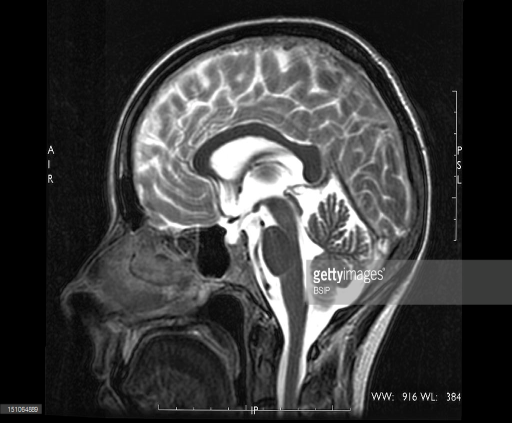 A
I
R
P
S
L
gettyimages
BSIP
WW: 916 WL: 384
151064889
IP